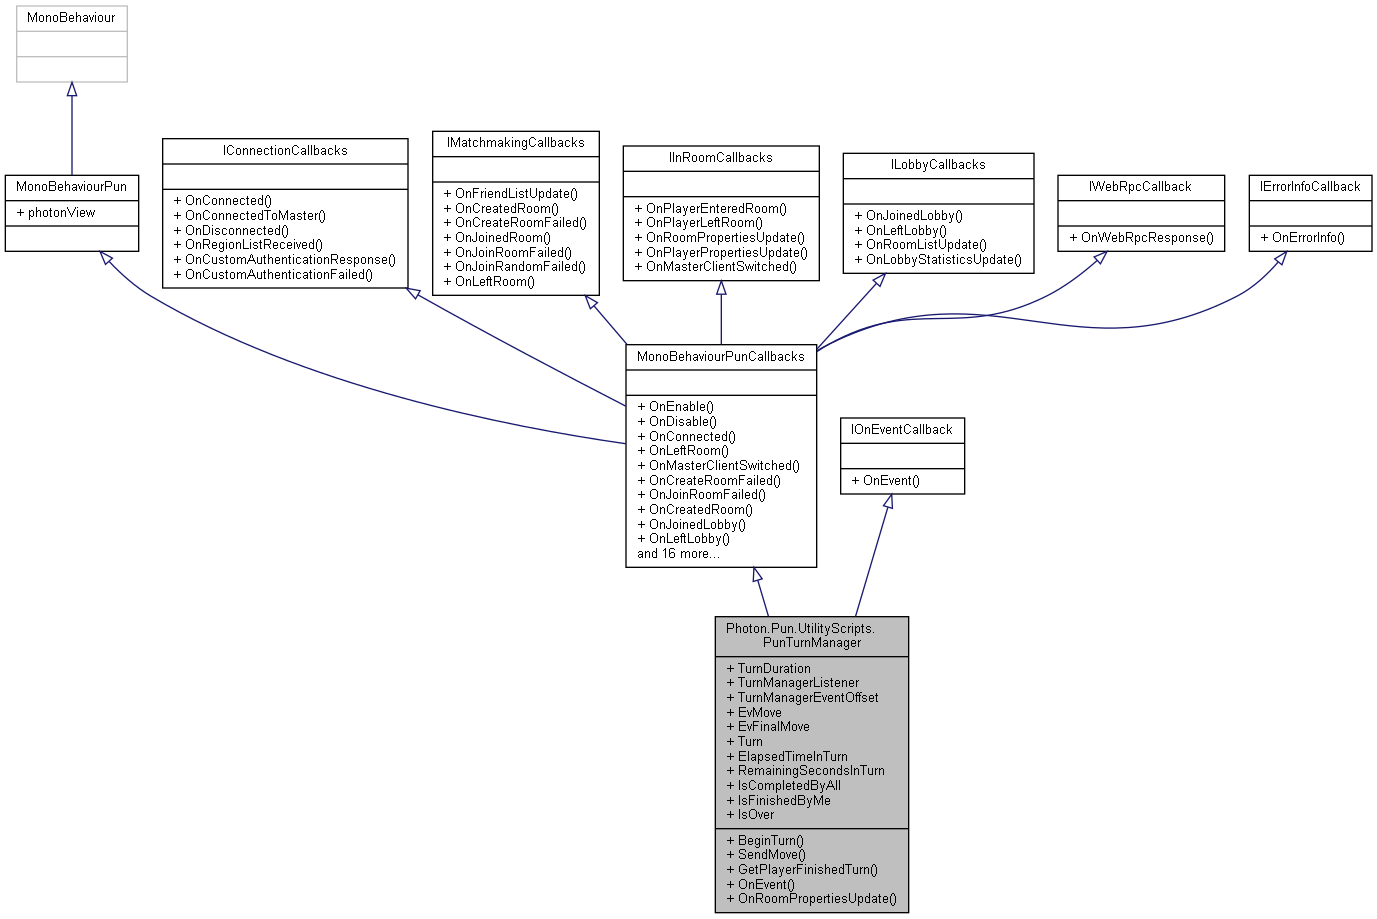 MonoBehaviour
MonoBehaviourPun
+ photonView
IConnectionCallbacks
+ OnConnected()
+ OnConnectedToMaster()
+ OnDisconnected()
+ OnRegionListReceived()
+ OnCustomAuthenticationResponse()
+ OnCustomAuthenticationFailed()
IMatchmakingCallbacks
+ OnFriendListUpdate()
+ OnCreatedRoom()
+ OnCreateRoomFailed()
+ OnJoinedRoom()
+ OnJoinRoomFailed()
+ OnJoinRandomFailed()
+ OnLeftRoom()
IInRoomCallbacks
+ OnPlayerEnteredRoom()
+ OnPlayerLeftRoom()
+ OnRoomPropertiesUpdate()
+ OnPlayerPropertiesUpdate()
+ OnMasterClientSwitched()
ILobbyCallbacks
+ OnJoinedLobby()
+ OnLeftLobby()
+ OnRoomListUpdate()
+ OnLobbyStatisticsUpdate()
IWebRpcCallback
+ OnWebRpcResponse()
IErrorInfoCallback
+ OnErrorInfo()
MonoBehaviourPunCallbacks
+ OnEnable()
+ OnDisable()
+ OnConnected()
+ OnLeftRoom()
+ OnMasterClientSwitched()
+ OnCreateRoomFailed()
+ OnJoinRoomFailed()
+ OnCreatedRoom()
+ OnJoinedLobby()
+ OnLeftLobby()
and 16 more...
IOnEventCallback
+ OnEvent()
Photon.Pun.UtilityScripts.
PunTurnManager
+ TurnDuration
+ TurnManagerListener
+ TurnManagerEventOffset
+ EvMove
+ EvFinalMove
+ Turn
+ ElapsedTimeInTurn
+ RemainingSecondsInTurn
+ IsCompletedByAll
+ IsFinishedByMe
+ IsOver
+ BeginTurn()
+ SendMove()
+ GetPlayerFinishedTurn()
+ OnEvent()
+ OnRoomPropertiesUpdate()